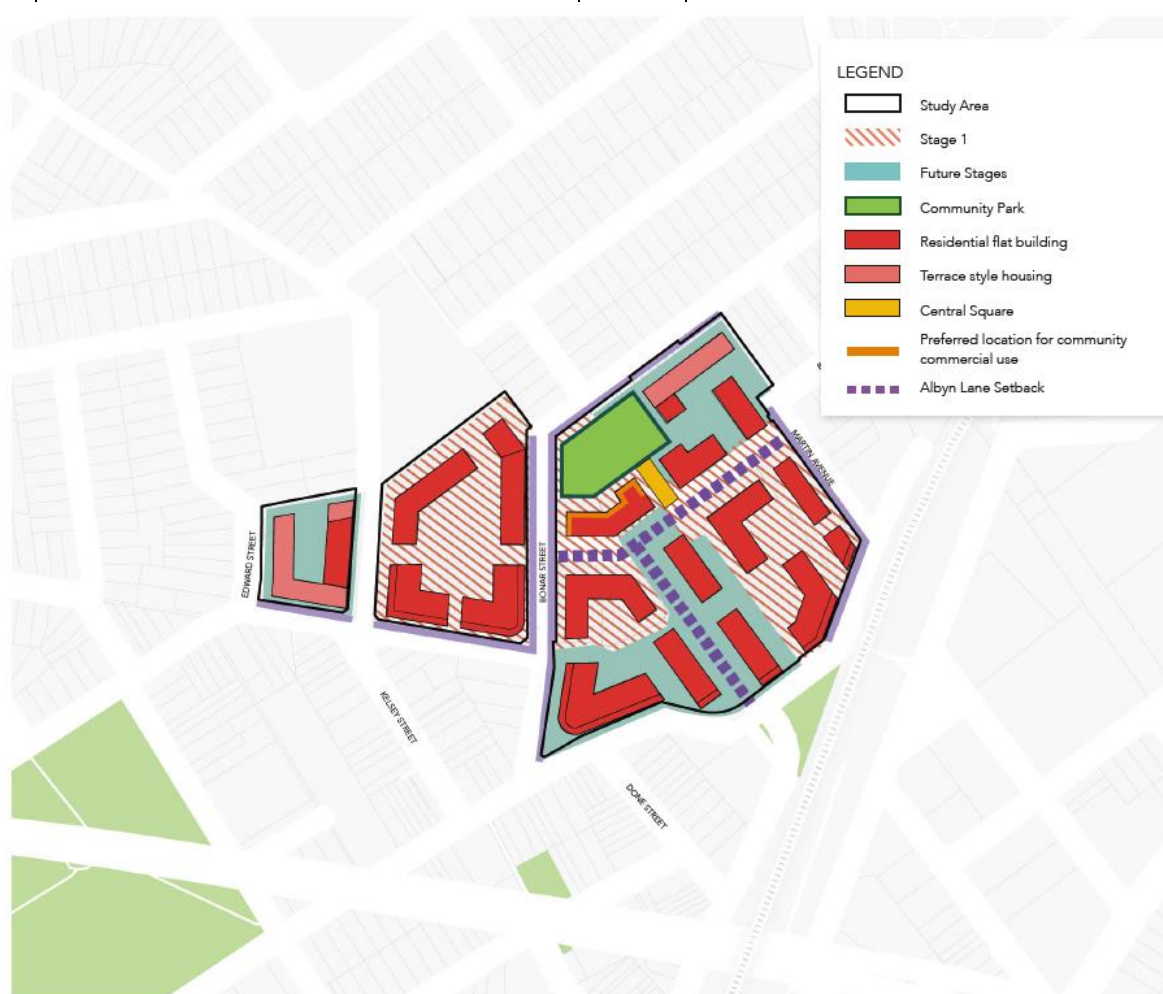 LEGEND
Study Area
Stage 1
Future Stages
Community Park
Residential flat building
Terrace style housing
Central Square
Preferred location for community
commercial use
Albyn Lane Setback
MARTIN AVENUE
EDWARD STREET
BONAR STREET
KELSEY STREET
DONE STREET